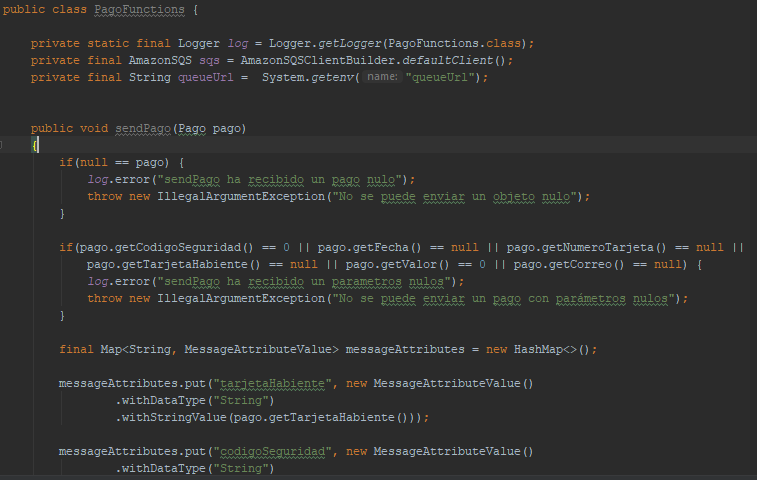 public class PagoFunctions {
private static final Logger log = Logger.getLogger(PagoFunctions.class);
private final AmazonSQS sqs = AmazonSQSClientBuilder.defaultClient();
private final String queueUrl =  System.getenv( name: "queueUrl");
public void sendPago(Pago pago)
{
if(null == pago) {
log.error("sendPago ha recibido un pago nulo");
throw new IllegalArgumentException("No se puede enviar un objeto nulo");
}
if(pago.getCodigoSeguridad() == 0 || pago.getFecha() == null || pago.getNumeroTarjeta() == null ||
pago.getTarjetaHabiente() == null || pago.getValor() == 0 || pago.getCorreo() == null) {
log.error("sendPago ha recibido un parametros nulos");
throw new IllegalArgumentException("No se puede enviar un pago con parámetros nulos");
}
final Map<String, MessageAttributeValue> messageAttributes = new HashMap<>();
messageAttributes.put("tarjetaHabiente", new MessageAttributeValue()
.withDataType("String")
.withStringValue(pago.getTarjetaHabiente()));
messageAttributes.put("codigoSeguridad", new MessageAttributeValue()
.withDataType("String")